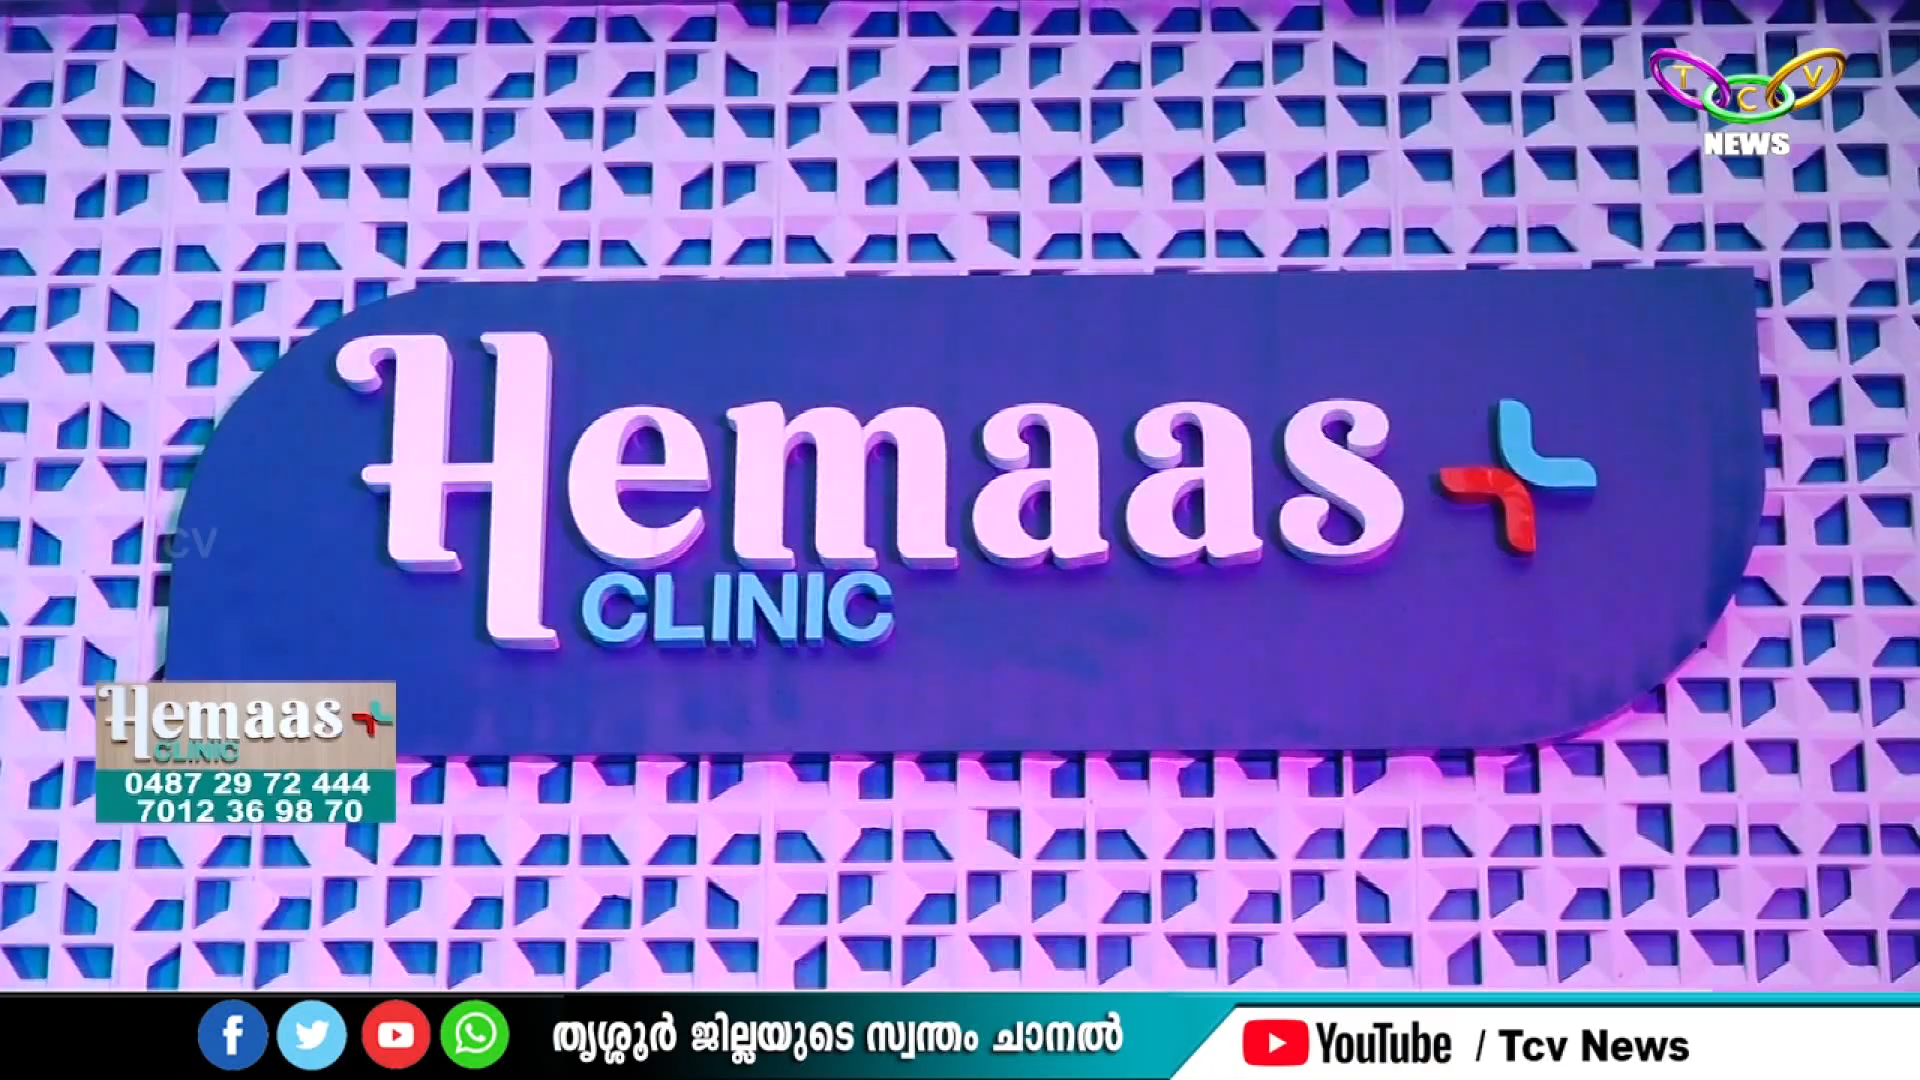 T C V
NEWS
Hemaas
CLINIC
CV
Hemaas
CLINIC
0487 29 72 444
7012 36 98 70
തൃശ്ശൂർ ജില്ലയുടെ സ്വന്തം ചാനൽ
YouTube / Tcv News